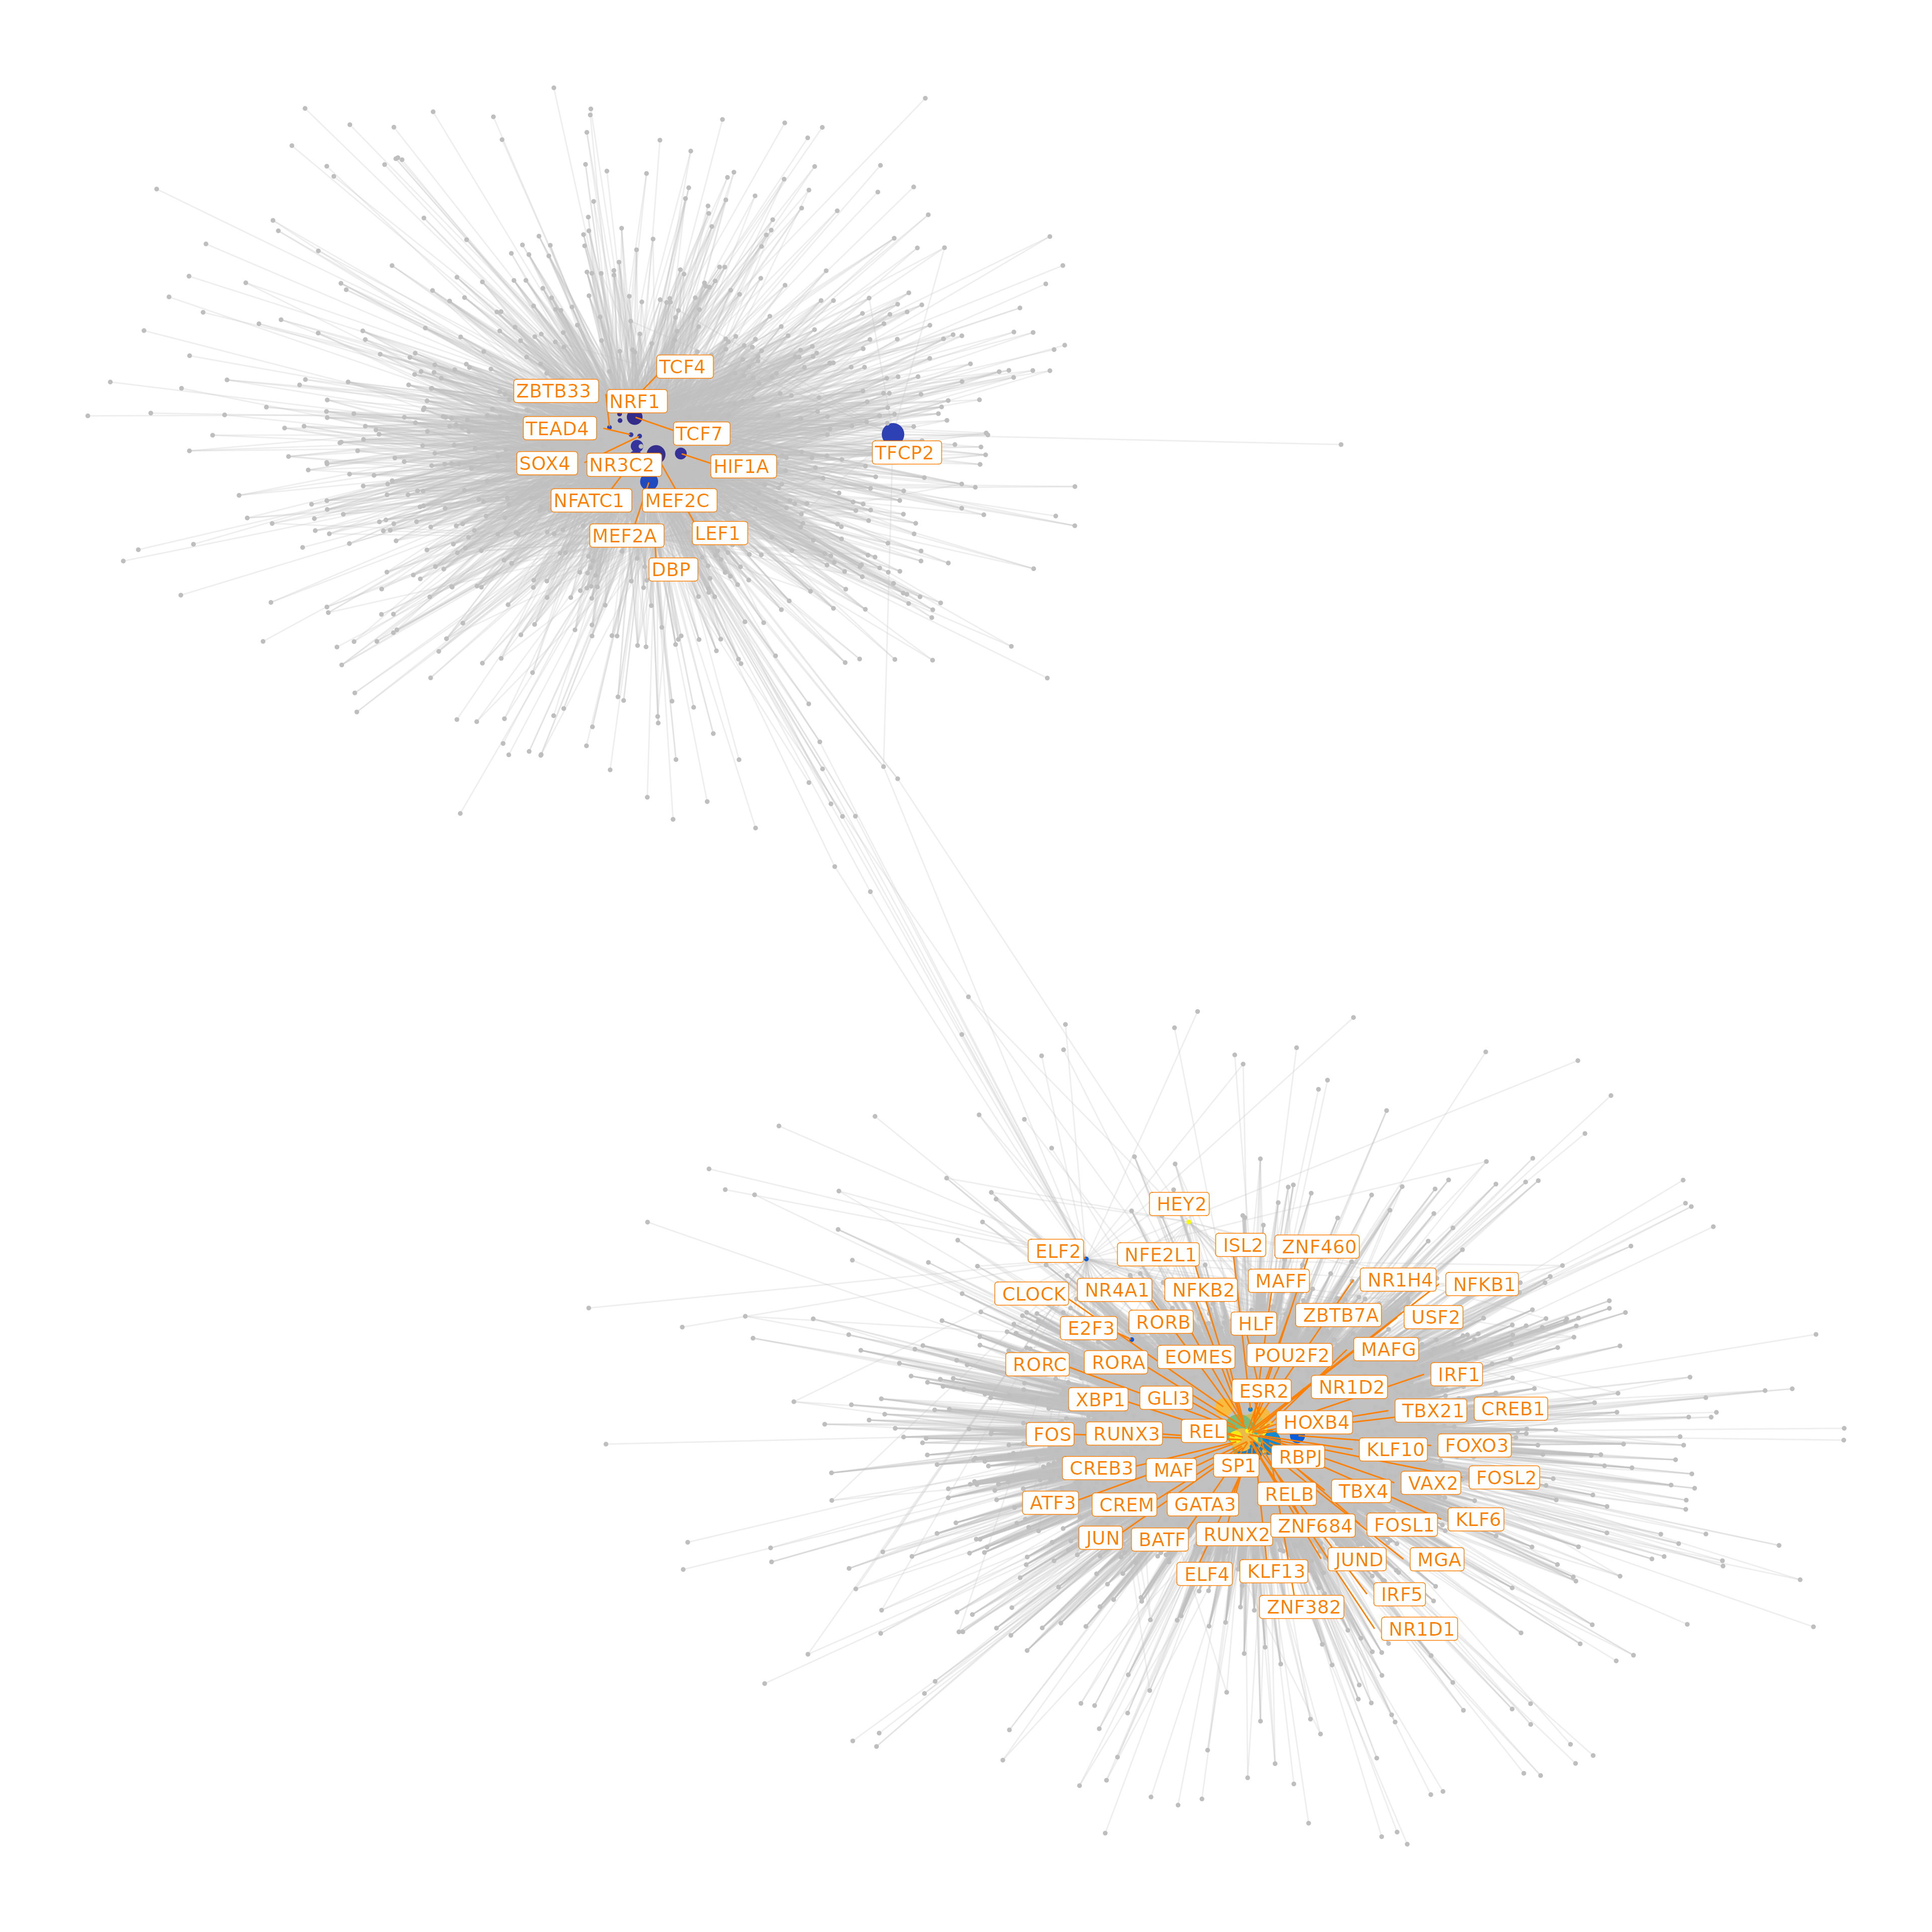 TCF4
ZBTB33
NRF1
TEAD4
TCF7
TFCP2
SOX4
NR3C2
HIF1A
NFATC1
MEF2C
MEF2A
LEF1
DBP
HEY2
ELF2
NFE2L1
ISL2
ZNF460
CLOCK
NR4A1
NFKB2
MAFF
NR1H4
NFKB1
E2F3
RORB
HLF
ZBTB7A
USF2
RORC
RORA
EOMES
POU2F2
MAFG
XBP1
GLI3
ESR2
NR1D2
IRF1
FOS
RUNX3
REL
HOXB4
TBX21
CREB1
CREB3
MAF
SP1
RBPJ
KLF10
FOXO3
ATF3
CREM
GATA3
RELB
TBX4
VAX2
FOSL2
JUN
BATF
RUNX2
ZNF684
FOSL1
KLF6
ELF4
KLF13
JUND
MGA
ZNF382
IRF5
NR1D1